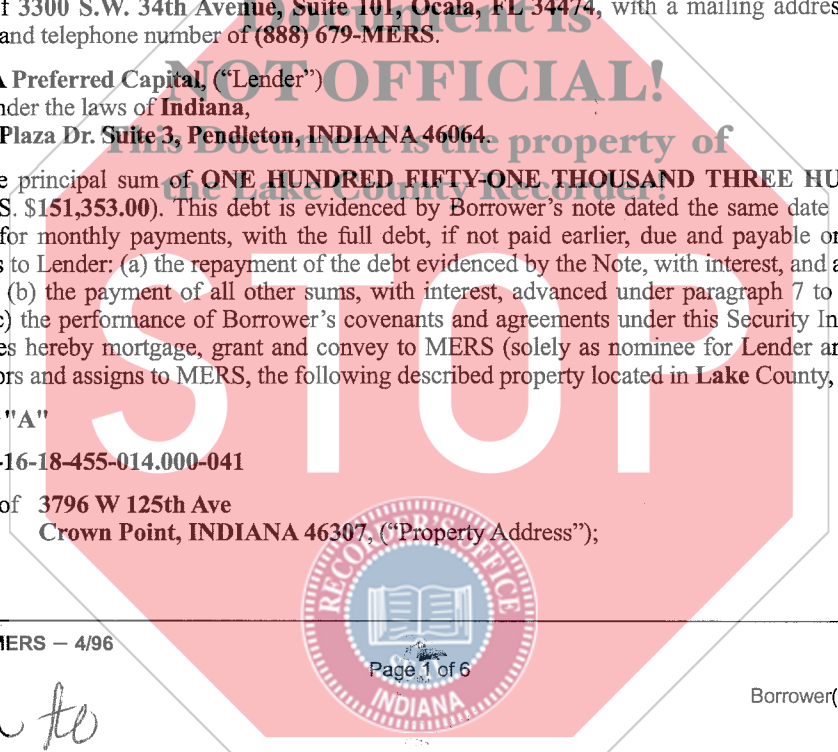 f 3300 S.W. 34th Avenue, Suite 101, Ocala, FL 34474, with a mailing addres
and telephone number of (888) 679-MERS.
Document is
NOT OFFICIAL!
This Document is the property of
the Lake County Recorder!
A Preferred Capital, ("Lender")
nder the laws of Indiana,
Plaza Dr. Suite 3, Pendleton, INDIANA 46064.
e principal sum of ONE HUNDRED FIFTY-ONE THOUSAND THREE HU
S. $151,353.00). This debt is evidenced by Borrower's note dated the same date
for monthly payments, with the full debt, if not paid earlier, due and payable on
s to Lender: (a) the repayment of the debt evidenced by the Note, with interest, and a
(b) the payment of all other sums, with interest, advanced under paragraph 7 to
c) the performance of Borrower's covenants and agreements under this Security In
es hereby mortgage, grant and convey to MERS (solely as nominee for Lender an
ors and assigns to MERS, the following described property located in Lake County,
STOP
"A"
-16-18-455-014.000-041
of 3796 W 125th Ave
Crown Point, INDIANA 46307, ("Property Address");
RECORDER'S OFFICE
INDIANA
MERS – 4/96
Page 1 of 6
Borrower(
to